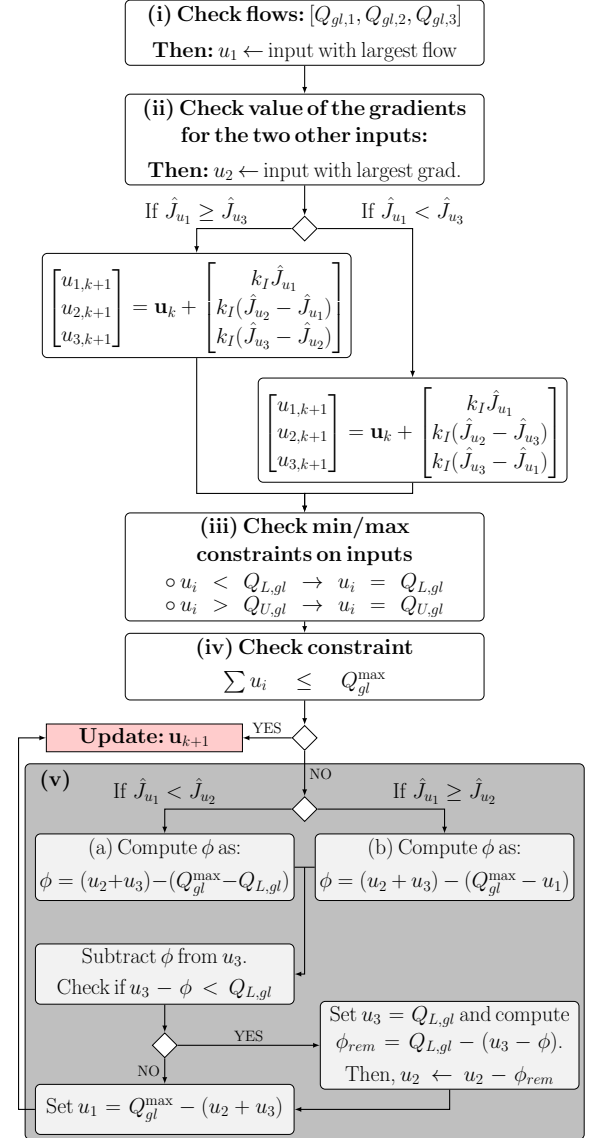 (i) Check flows: [Q_{gl,1}, Q_{gl,2}, Q_{gl,3}]
Then: u_1 ← input with largest flow
(ii) Check value of the gradients
for the two other inputs:
Then: u_2 ← input with largest grad.
If Ĵ_{u_1} ≥ Ĵ_{u_3}
If Ĵ_{u_1} < Ĵ_{u_3}
[u_{1,k+1}] [k_I Ĵ_{u_1}]
[u_{2,k+1}] = **u**_k + [k_I(Ĵ_{u_2} − Ĵ_{u_1})]
[u_{3,k+1}] [k_I(Ĵ_{u_3} − Ĵ_{u_2})]
[u_{1,k+1}] [k_I Ĵ_{u_1}]
[u_{2,k+1}] = **u**_k + [k_I(Ĵ_{u_2} − Ĵ_{u_3})]
[u_{3,k+1}] [k_I(Ĵ_{u_3} − Ĵ_{u_1})]
(iii) Check min/max
constraints on inputs
∘ u_i < Q_{L,gl} → u_i = Q_{L,gl}
∘ u_i > Q_{U,gl} → u_i = Q_{U,gl}
(iv) Check constraint
∑ u_i ≤ Q_{gl}^{max}
YES
Update: **u**_{k+1}
NO
(v)
If Ĵ_{u_1} < Ĵ_{u_2}
If Ĵ_{u_1} ≥ Ĵ_{u_2}
(a) Compute ϕ as:
ϕ = (u_2+u_3)−(Q_{gl}^{max}−Q_{L,gl})
(b) Compute ϕ as:
ϕ = (u_2 + u_3) − (Q_{gl}^{max} − u_1)
Subtract ϕ from u_3.
Check if u_3 − ϕ < Q_{L,gl}
YES
NO
Set u_3 = Q_{L,gl} and compute
ϕ_{rem} = Q_{L,gl} − (u_3 − ϕ).
Then, u_2 ← u_2 − ϕ_{rem}
Set u_1 = Q_{gl}^{max} − (u_2 + u_3)